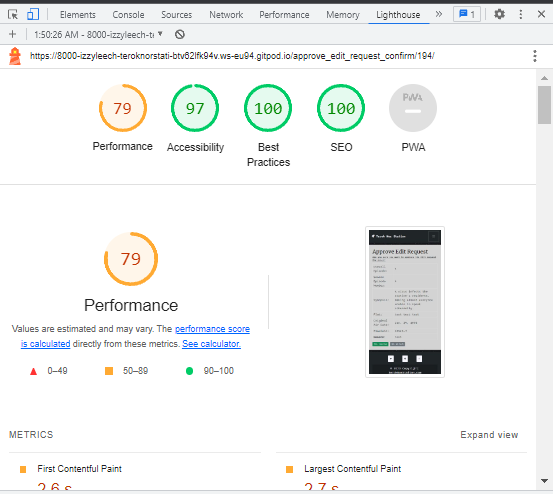 Elements Console Sources Network Performance Memory Lighthouse » 1
+ 1:50:26 AM - 8000-izzyleech-te
https://8000-izzyleech-teroknorstati-btv62lfk94v.ws-eu94.gitpod.io/approve_edit_request_confirm/194/
79 97 100 100 PWA
Performance Accessibility Best Practices SEO PWA
79
Approve Edit Request
Performance
Values are estimated and may vary. The performance score
is calculated directly from these metrics. See calculator.
0–49 50–89 90–100
METRICS Expand view
First Contentful Paint Largest Contentful Paint
2.6 s 2.7 s